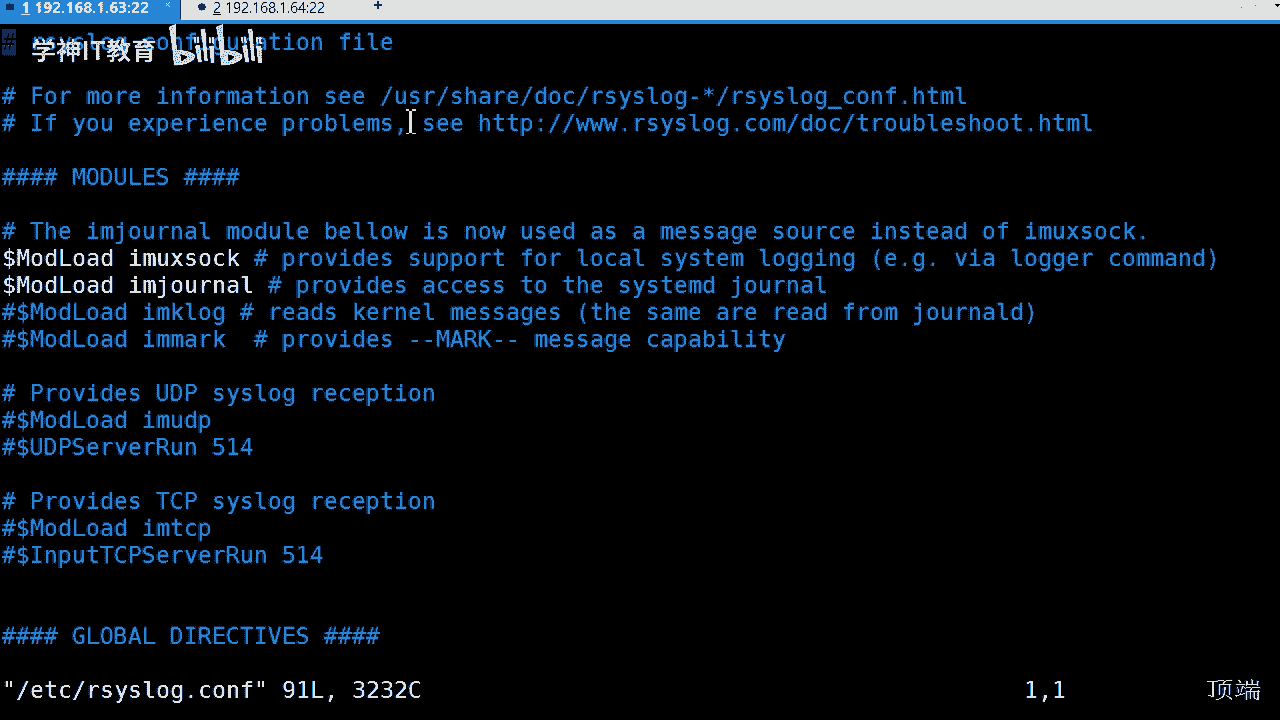 1 192.168.1.63:22 × 2 192.168.1.64:22 +
# rsyslog configuration file
学神IT教育 bilibili
# For more information see /usr/share/doc/rsyslog-*/rsyslog_conf.html
# If you experience problems, see http://www.rsyslog.com/doc/troubleshoot.html
#### MODULES ####
# The imjournal module bellow is now used as a message source instead of imuxsock.
$ModLoad imuxsock # provides support for local system logging (e.g. via logger command)
$ModLoad imjournal # provides access to the systemd journal
#$ModLoad imklog # reads kernel messages (the same are read from journald)
#$ModLoad immark  # provides --MARK-- message capability
# Provides UDP syslog reception
#$ModLoad imudp
#$UDPServerRun 514
# Provides TCP syslog reception
#$ModLoad imtcp
#$InputTCPServerRun 514
#### GLOBAL DIRECTIVES ####
"/etc/rsyslog.conf" 91L, 3232C 1,1 顶端